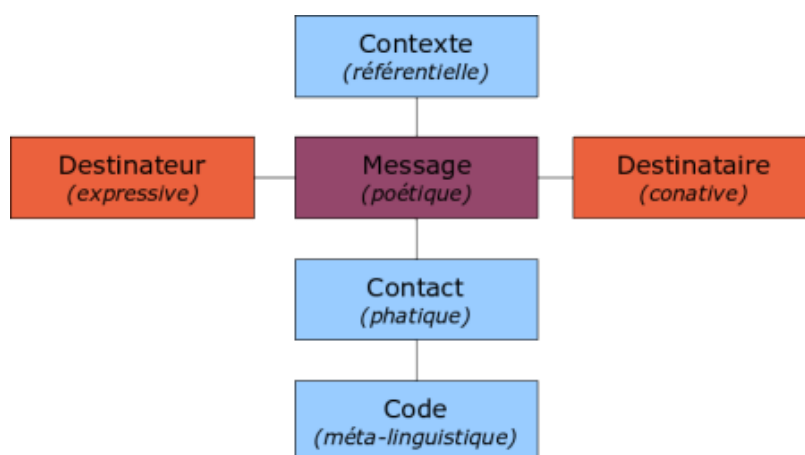 Contexte
(référentielle)
Destinateur
(expressive)
Message
(poétique)
Destinataire
(conative)
Contact
(phatique)
Code
(méta-linguistique)